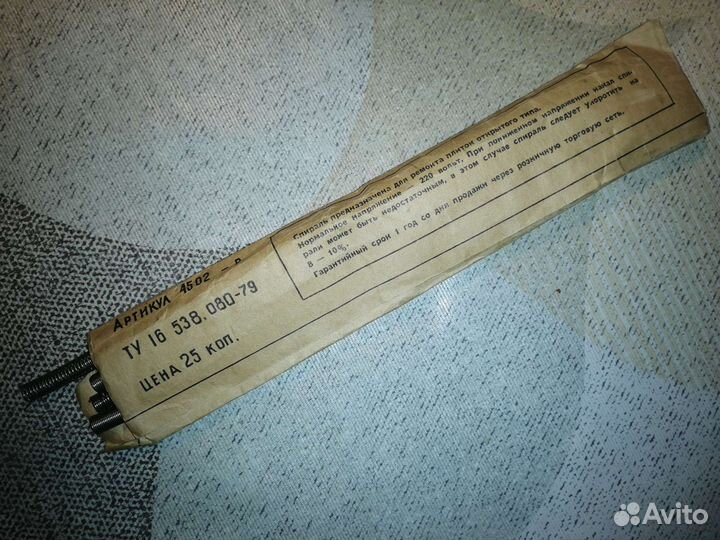 АРТИКУЛ 4502 –
ТУ 16 538.080-79
ЦЕНА 25 КОП.
Спираль предназначена для ремонта плиток открытого типа.
Нормальное напряжение — 220 вольт. При пониженном напряжении накал спи-
рали может быть недостаточным, в этом случае спираль следует укоротить на
8 — 10%.
Гарантийный срок 1 год со дня продажи через розничную торговую сеть.
Avito